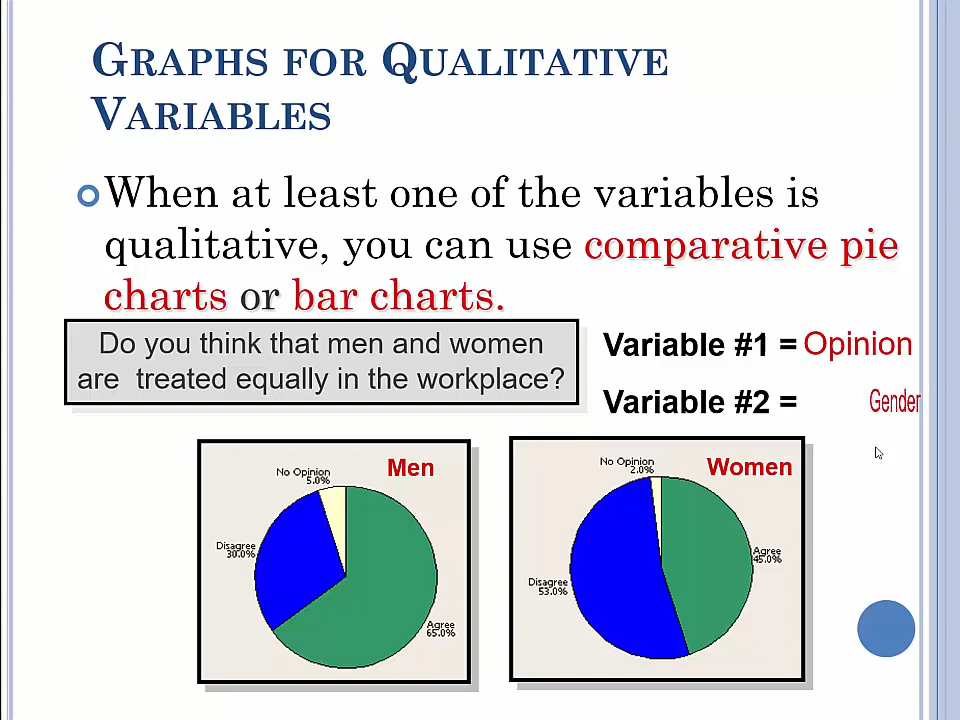 GRAPHS FOR QUALITATIVE
VARIABLES
When at least one of the variables is
qualitative, you can use comparative pie
charts or bar charts.
Do you think that men and women
are treated equally in the workplace?
Variable #1 = Opinion
Variable #2 = Gender
Men
No Opinion
5.0%
Disagree
30.0%
Agree
65.0%
Women
No Opinion
2.0%
Agree
45.0%
Disagree
53.0%